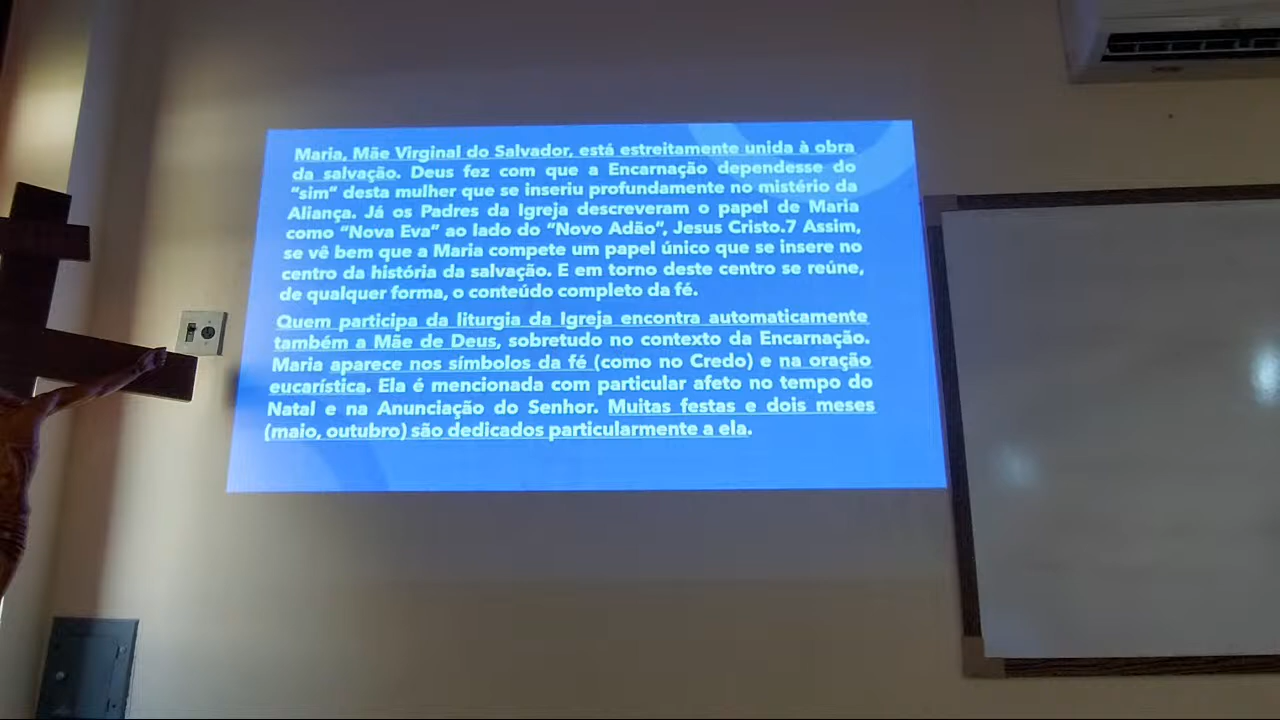 Maria, Mãe Virginal do Salvador, está estreitamente unida à obra
da salvação. Deus fez com que a Encarnação dependesse do
"sim" desta mulher que se inseriu profundamente no mistério da
Aliança. Já os Padres da Igreja descreveram o papel de Maria
como "Nova Eva" ao lado do "Novo Adão", Jesus Cristo.7 Assim,
se vê bem que a Maria compete um papel único que se insere no
centro da história da salvação. E em torno deste centro se reúne,
de qualquer forma, o conteúdo completo da fé.
Quem participa da liturgia da Igreja encontra automaticamente
também a Mãe de Deus, sobretudo no contexto da Encarnação.
Maria aparece nos símbolos da fé (como no Credo) e na oração
eucarística. Ela é mencionada com particular afeto no tempo do
Natal e na Anunciação do Senhor. Muitas festas e dois meses
(maio, outubro) são dedicados particularmente a ela.